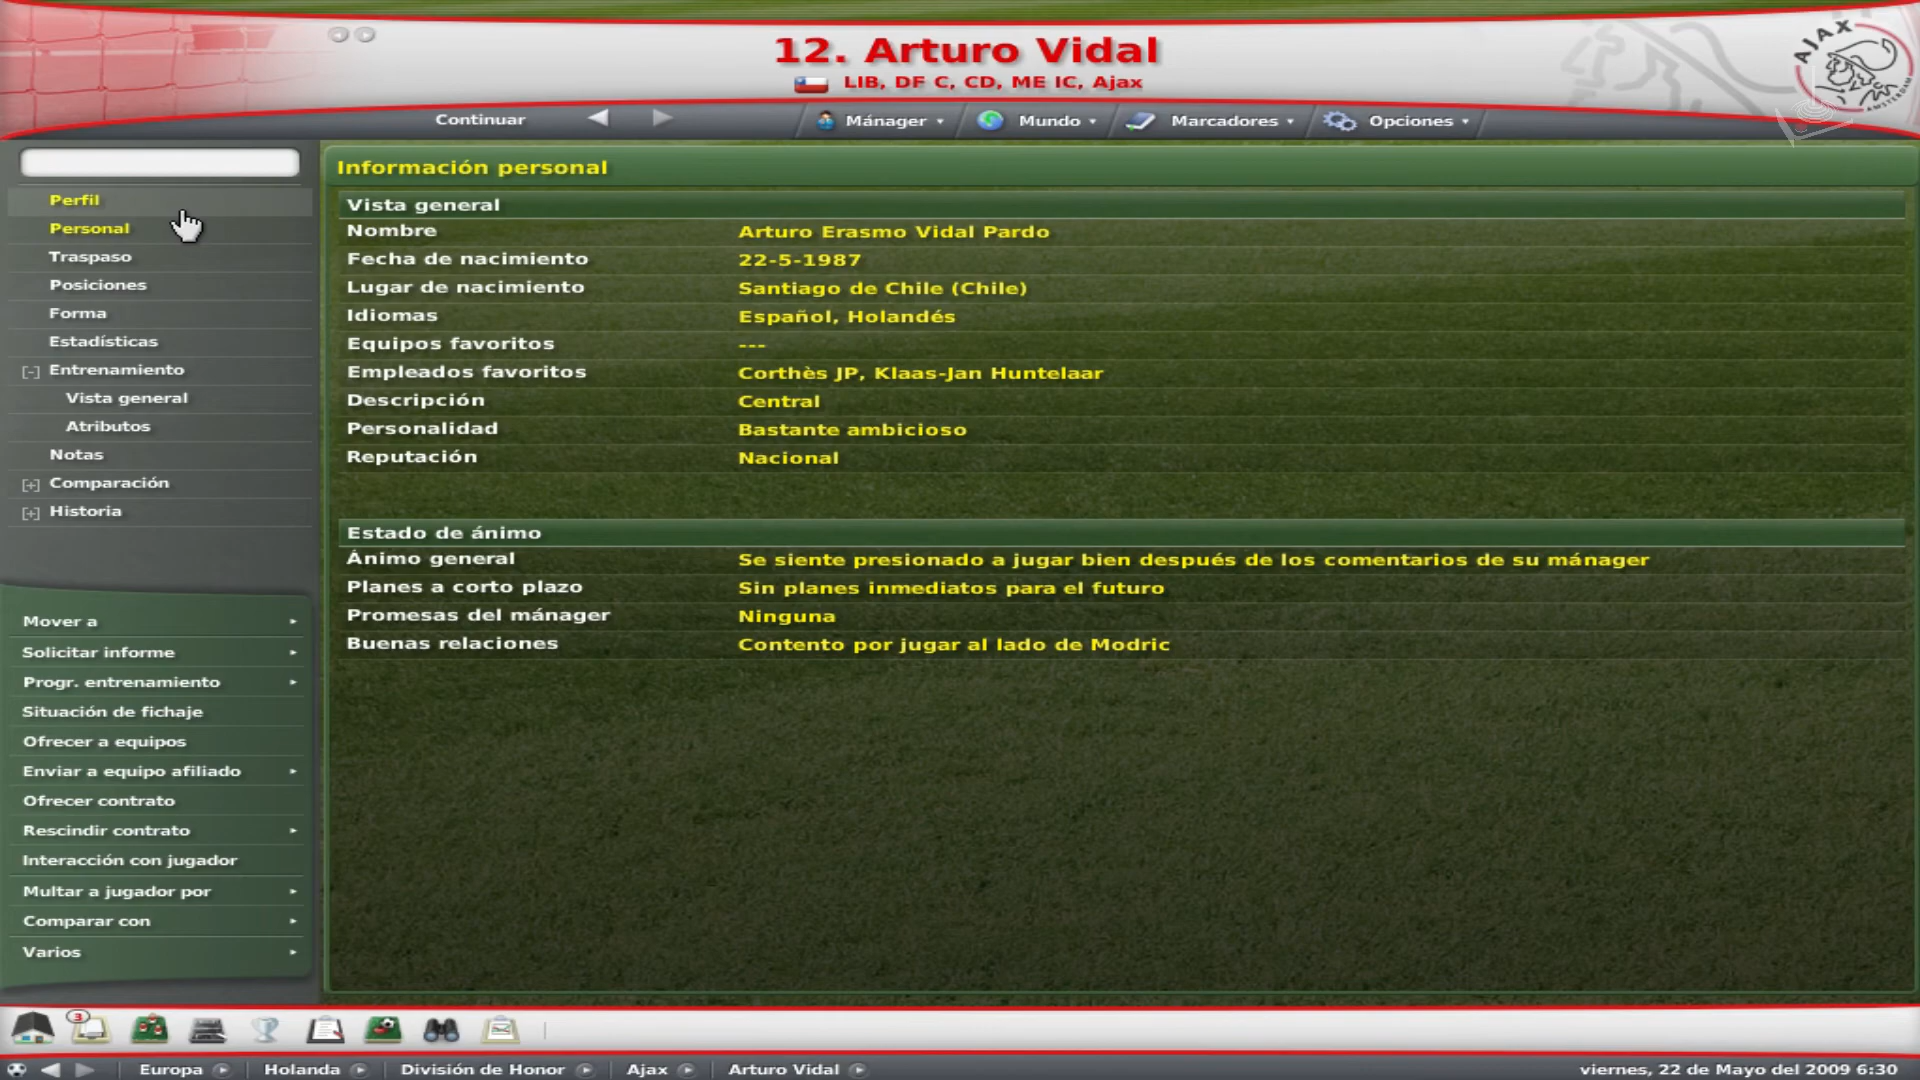 12. Arturo Vidal
LIB, DF C, CD, ME IC, Ajax
AJAX
AMSTERDAM
Continuar
Mánager
Mundo
Marcadores
Opciones
Perfil
Personal
Traspaso
Posiciones
Forma
Estadísticas
[-] Entrenamiento
Vista general
Atributos
Notas
[+] Comparación
[+] Historia
Mover a
Solicitar informe
Progr. entrenamiento
Situación de fichaje
Ofrecer a equipos
Enviar a equipo afiliado
Ofrecer contrato
Rescindir contrato
Interacción con jugador
Multar a jugador por
Comparar con
Varios
Información personal
Vista general
Nombre Arturo Erasmo Vidal Pardo
Fecha de nacimiento 22-5-1987
Lugar de nacimiento Santiago de Chile (Chile)
Idiomas Español, Holandés
Equipos favoritos ---
Empleados favoritos Corthès JP, Klaas-Jan Huntelaar
Descripción Central
Personalidad Bastante ambicioso
Reputación Nacional
Estado de ánimo
Ánimo general Se siente presionado a jugar bien después de los comentarios de su mánager
Planes a corto plazo Sin planes inmediatos para el futuro
Promesas del mánager Ninguna
Buenas relaciones Contento por jugar al lado de Modric
3
Europa
Holanda
División de Honor
Ajax
Arturo Vidal
viernes, 22 de Mayo del 2009 6:30